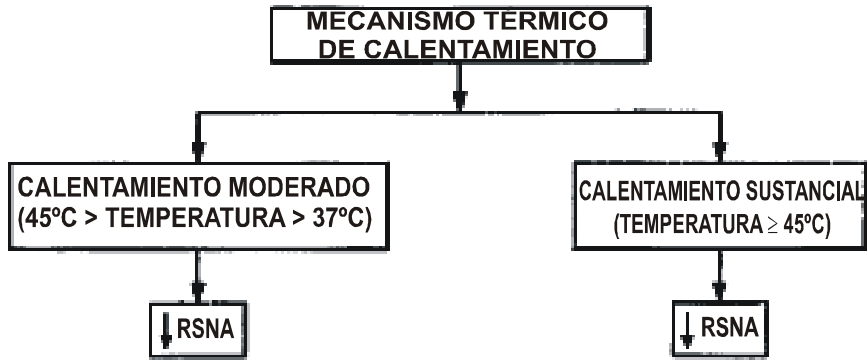 MECANISMO TÉRMICO
DE CALENTAMIENTO
CALENTAMIENTO MODERADO
(45ºC > TEMPERATURA > 37ºC)
CALENTAMIENTO SUSTANCIAL
(TEMPERATURA ≥ 45ºC)
↓ RSNA
↓ RSNA